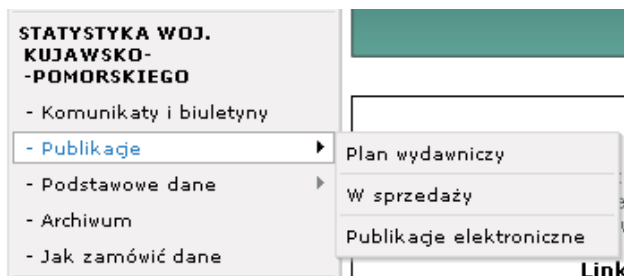 STATYSTYKA WOJ.
KUJAWSKO-
-POMORSKIEGO
- Komunikaty i biuletyny
- Publikacje
Plan wydawniczy
- Podstawowe dane
W sprzedaży
- Archiwum
Publikacje elektroniczne
- Jak zamówić dane
Link